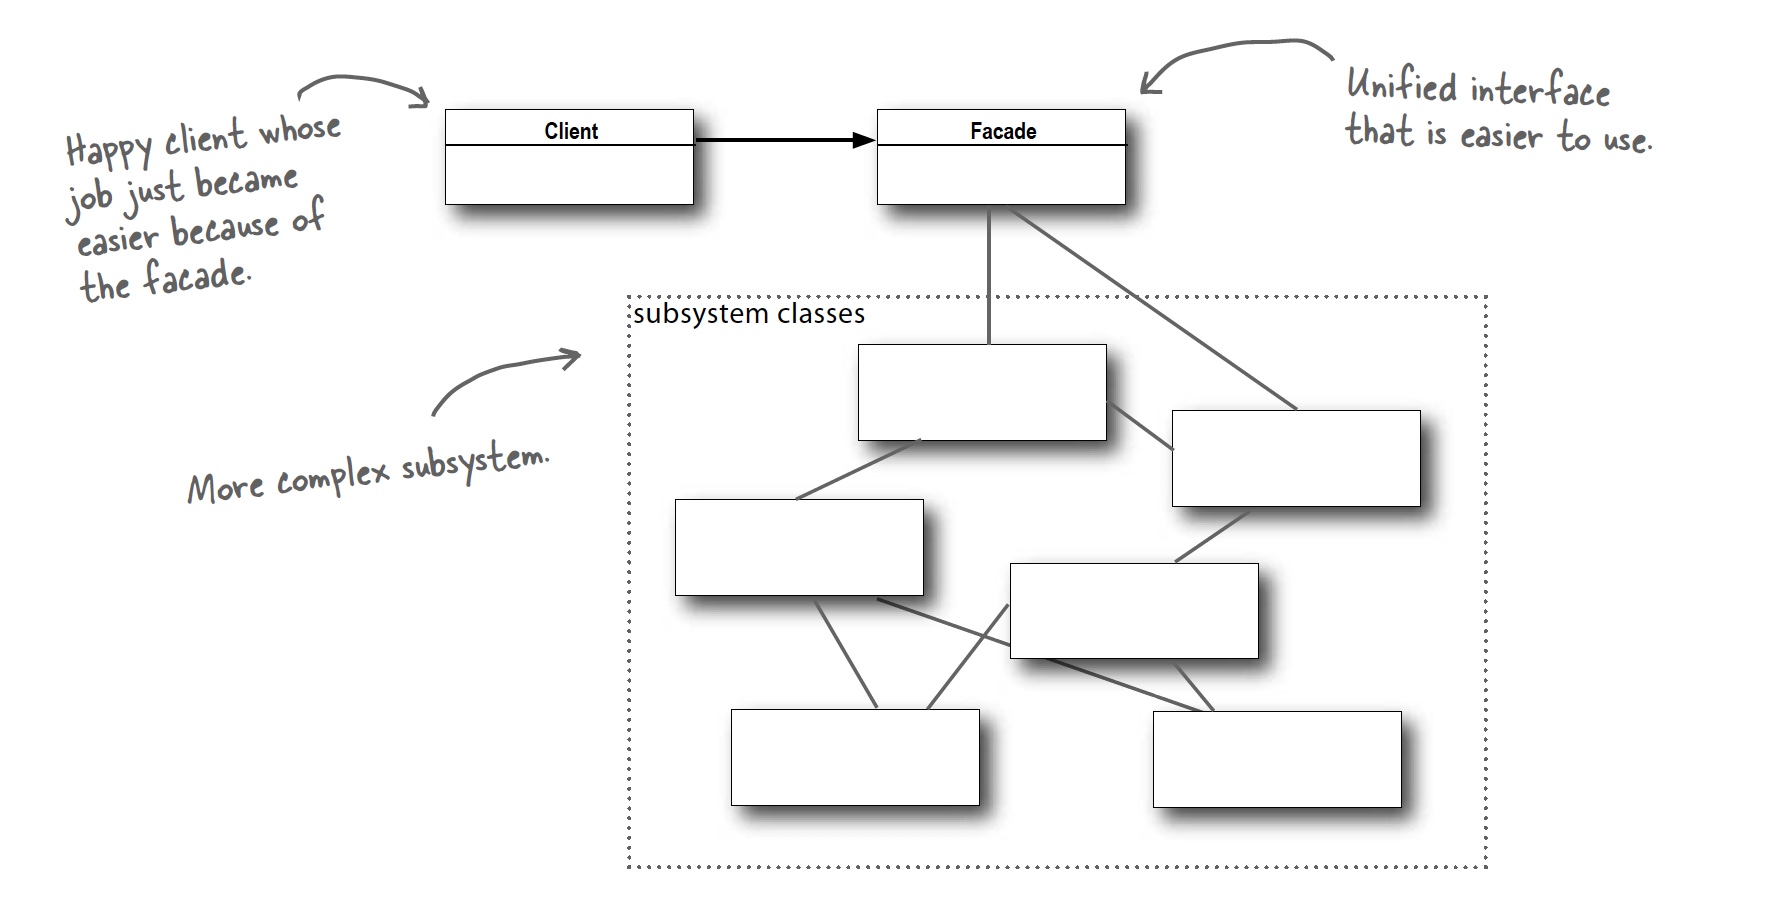 Happy client whose
job just became
easier because of
the facade.
Client
Facade
Unified interface
that is easier to use.
subsystem classes
More complex subsystem.